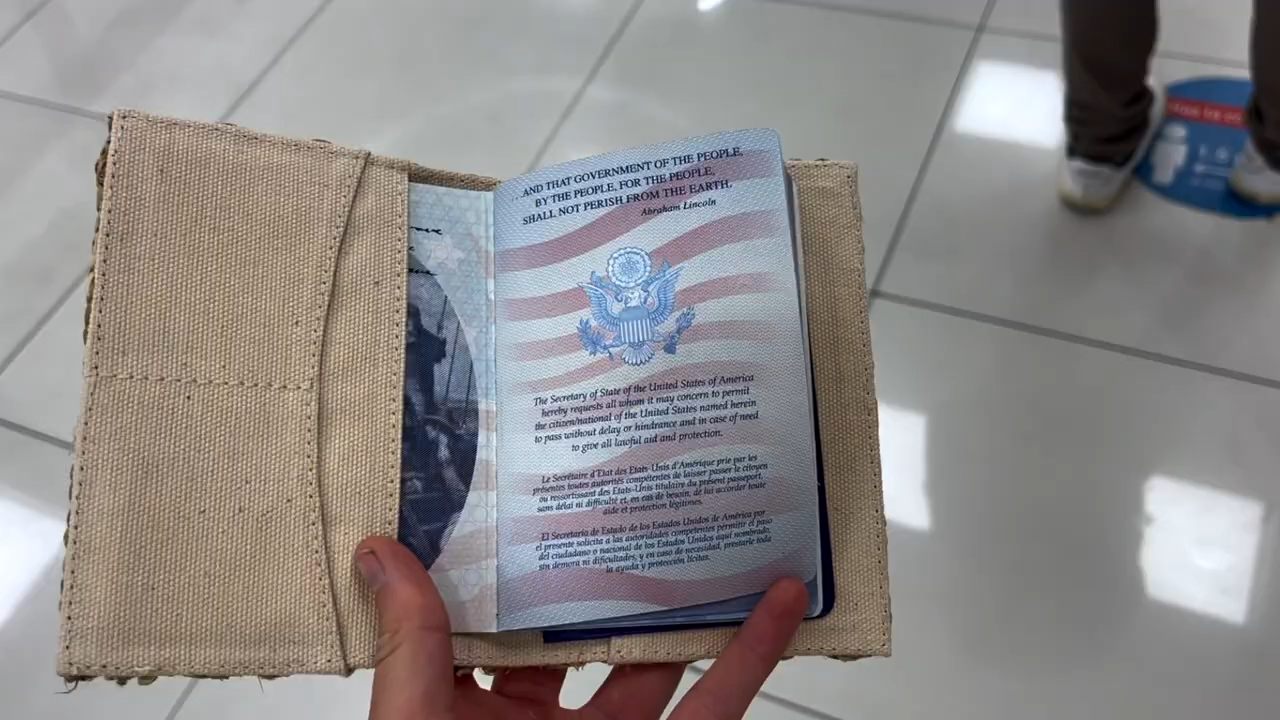 . . .AND THAT GOVERNMENT OF THE PEOPLE,
BY THE PEOPLE, FOR THE PEOPLE,
SHALL NOT PERISH FROM THE EARTH.
Abraham Lincoln
The Secretary of State of the United States of America
hereby requests all whom it may concern to permit
the citizen/national of the United States named herein
to pass without delay or hindrance and in case of need
to give all lawful aid and protection.
Le Secrétaire d'Etat des Etats-Unis d'Amérique prie par les
présentes toutes autorités compétentes de laisser passer le citoyen
ou ressortissant des Etats-Unis titulaire du présent passeport,
sans délai ni difficulté et, en cas de besoin, de lui accorder toute
aide et protection légitimes.
El Secretario de Estado de los Estados Unidos de América por
el presente solicita a las autoridades competentes permitir el paso
del ciudadano o nacional de los Estados Unidos aquí nombrado,
sin demora ni dificultades, y en caso de necesidad, prestarle toda
la ayuda y protección lícitas.